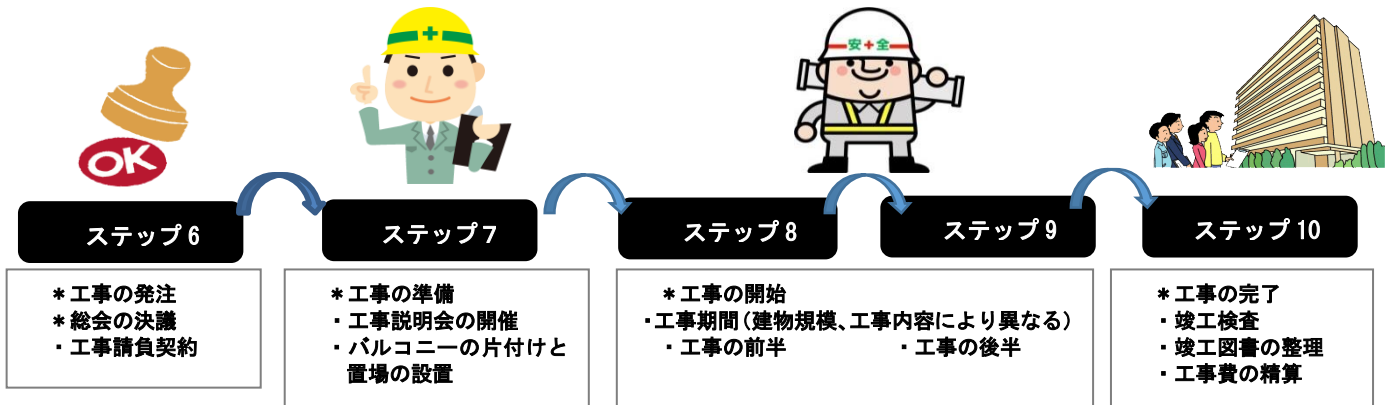 OK
安+全
ステップ6
ステップ7
ステップ8
ステップ9
ステップ10
＊工事の発注
＊総会の決議
・工事請負契約
＊工事の準備
・工事説明会の開催
・バルコニーの片付けと
置場の設置
＊工事の開始
・工事期間（建物規模、工事内容により異なる）
・工事の前半　・工事の後半
＊工事の完了
・竣工検査
・竣工図書の整理
・工事費の精算